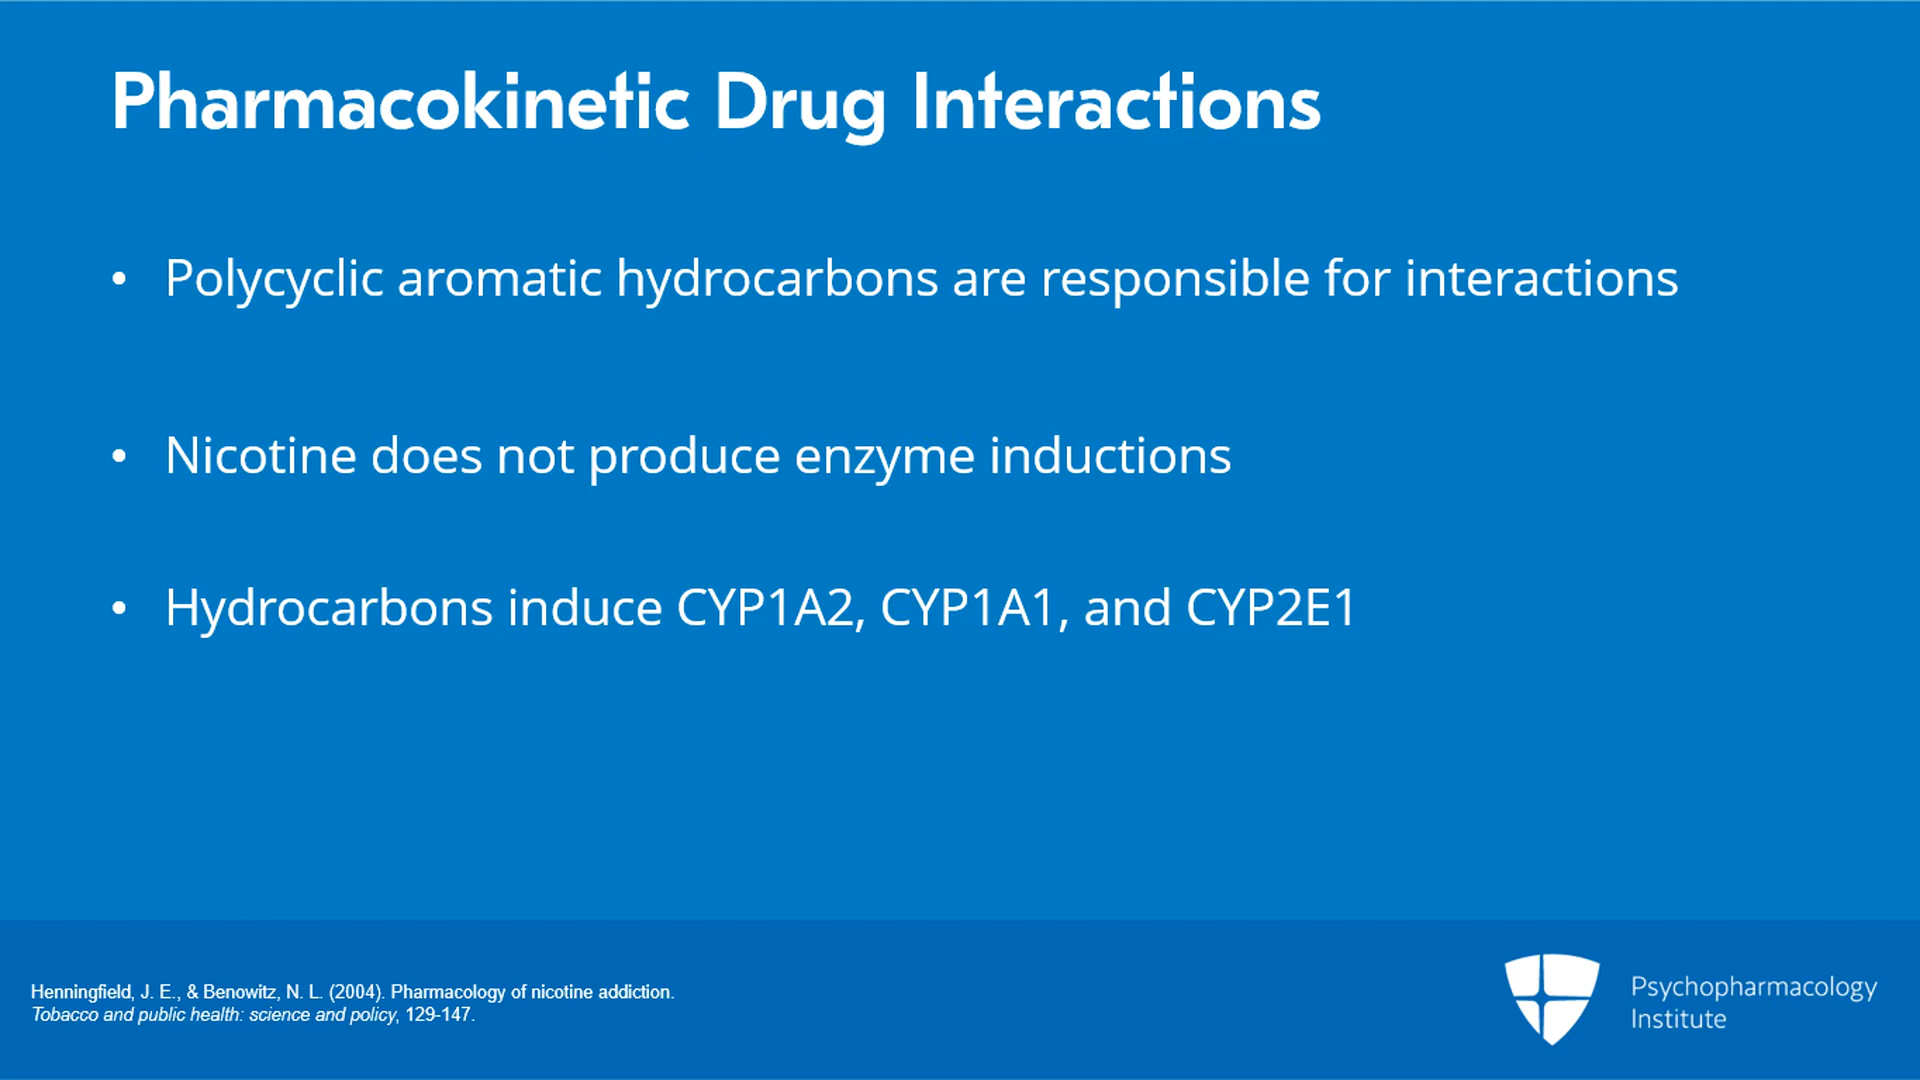 Pharmacokinetic Drug Interactions
• Polycyclic aromatic hydrocarbons are responsible for interactions
• Nicotine does not produce enzyme inductions
• Hydrocarbons induce CYP1A2, CYP1A1, and CYP2E1
Henningfield, J. E., & Benowitz, N. L. (2004). Pharmacology of nicotine addiction.
Tobacco and public health: science and policy, 129-147.
Psychopharmacology
Institute